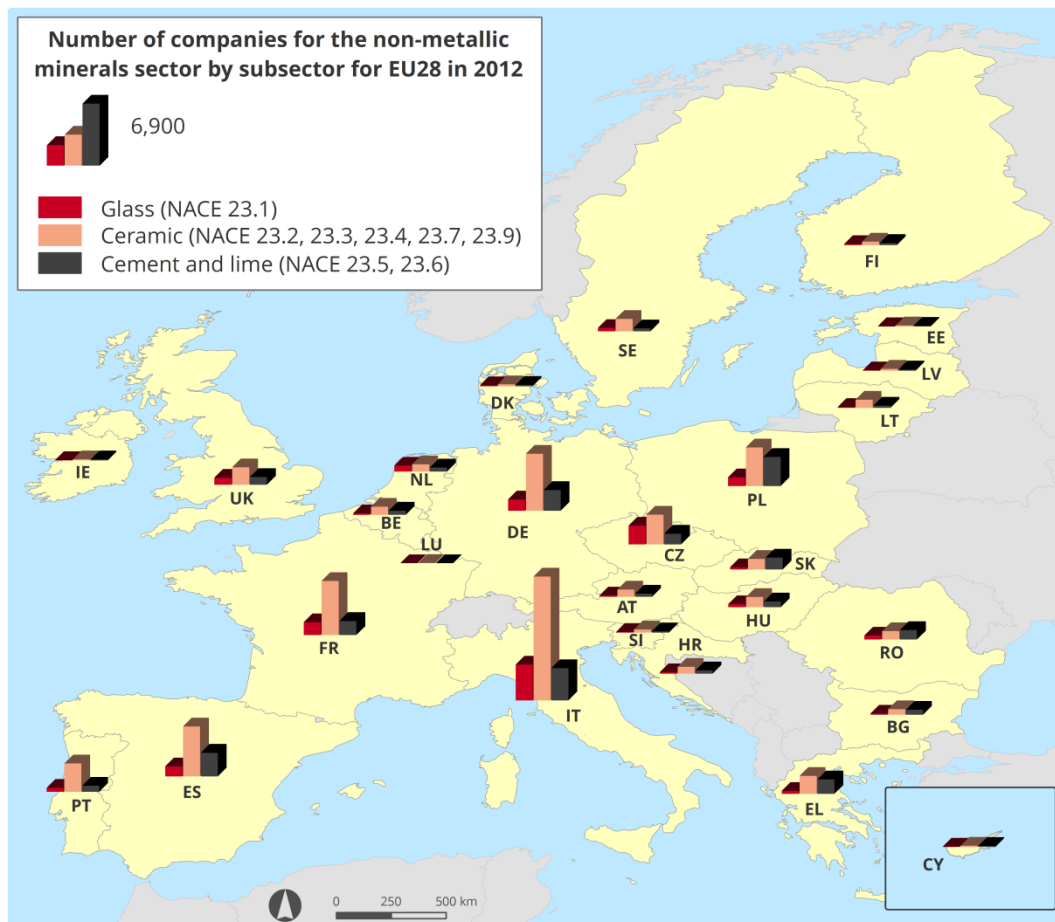 Number of companies for the non-metallic
minerals sector by subsector for EU28 in 2012
6,900
Glass (NACE 23.1)
Ceramic (NACE 23.2, 23.3, 23.4, 23.7, 23.9)
Cement and lime (NACE 23.5, 23.6)
FI
SE
EE
LV
DK
LT
IE
UK
NL
PL
BE
DE
LU
CZ
SK
AT
HU
FR
SI
HR
RO
IT
BG
PT
ES
EL
CY
0 250 500 km